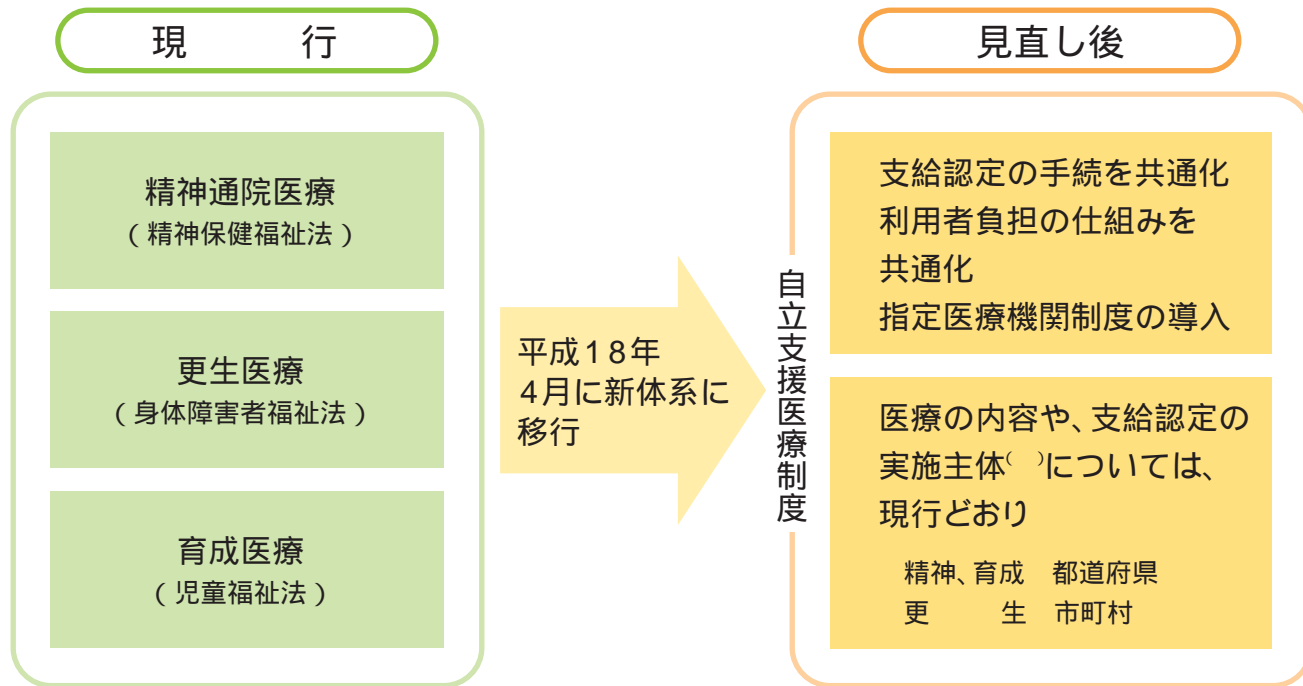 現　行
精神通院医療
（精神保健福祉法）
更生医療
（身体障害者福祉法）
育成医療
（児童福祉法）
平成18年
4月に新体系に
移行
自立支援医療制度
見直し後
支給認定の手続を共通化
利用者負担の仕組みを
共通化
指定医療機関制度の導入
医療の内容や、支給認定の
実施主体（　）については、
現行どおり
精神、育成　都道府県
更　生　市町村